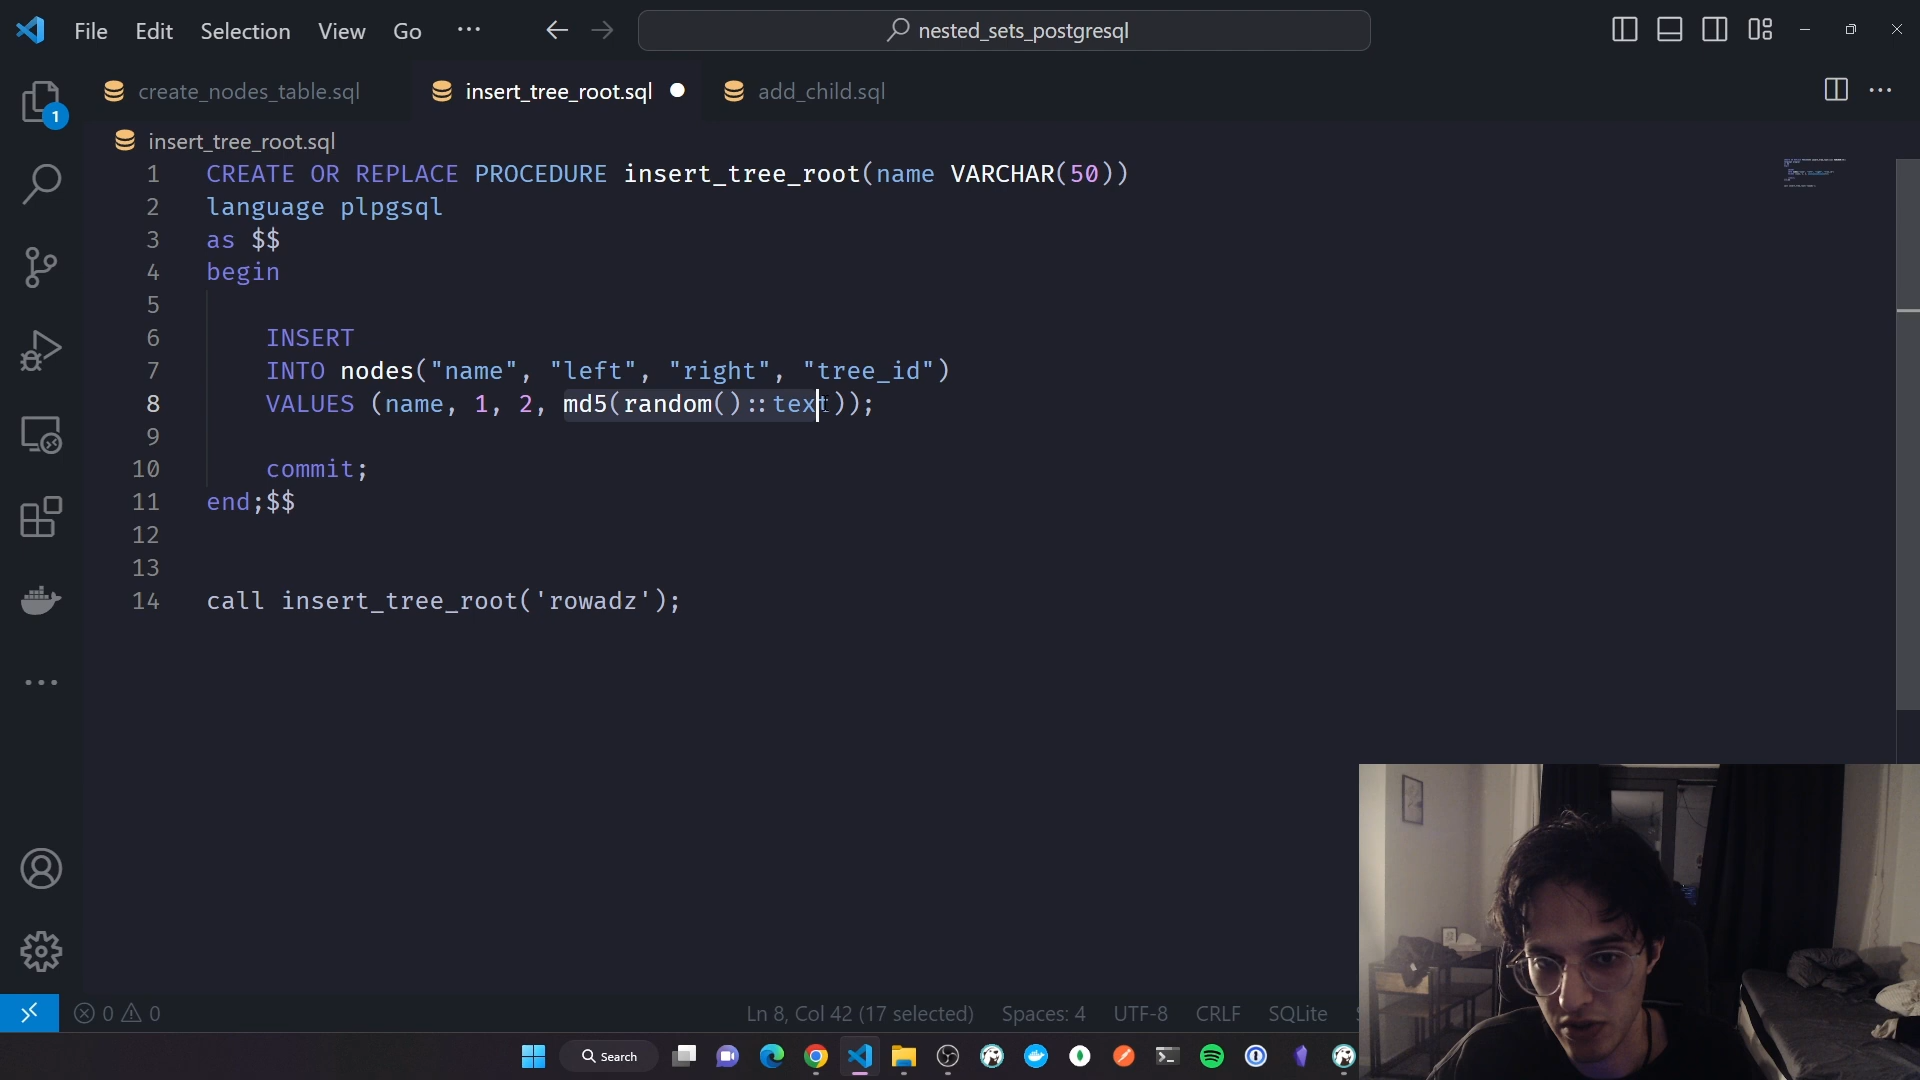 File Edit Selection View Go ··· nested_sets_postgresql
1
create_nodes_table.sql insert_tree_root.sql add_child.sql
insert_tree_root.sql
1 CREATE OR REPLACE PROCEDURE insert_tree_root(name VARCHAR(50))
2 language plpgsql
3 as $$
4 begin
5
6 INSERT
7 INTO nodes("name", "left", "right", "tree_id")
8 VALUES (name, 1, 2, md5(random()::text));
9
10 commit;
11 end;$$
12
13
14 call insert_tree_root('rowadz');
0 0 Ln 8, Col 42 (17 selected) Spaces: 4 UTF-8 CRLF SQLite
Search